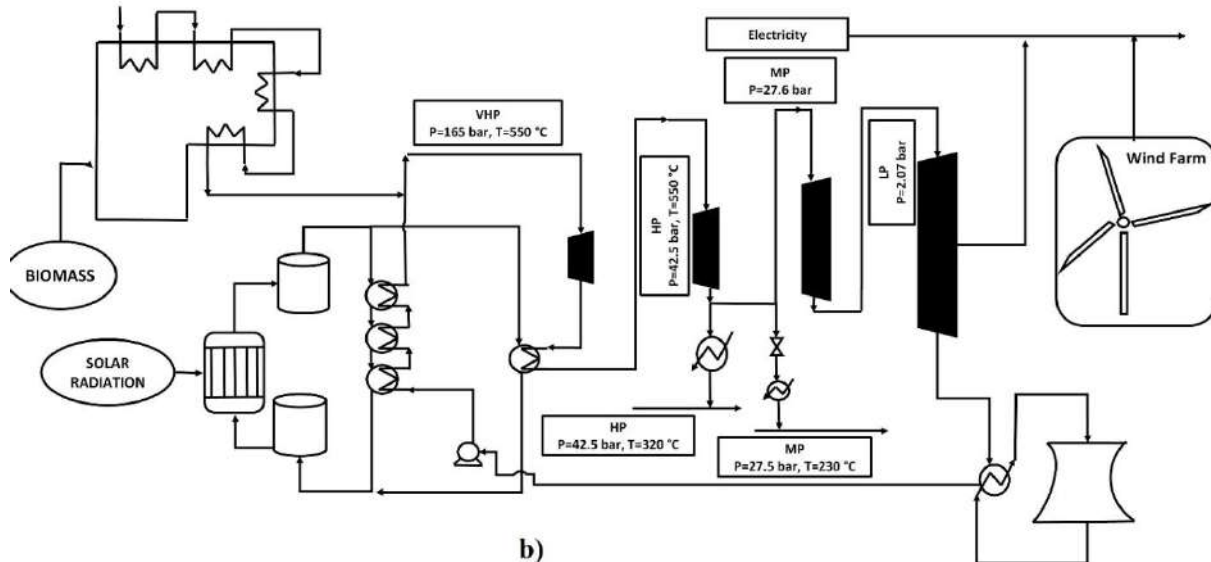 Electricity
MP
P=27.6 bar
VHP
P=165 bar, T=550 °C
LP
P=2.07 bar
Wind Farm
HP
P=42.5 bar, T=550 °C
BIOMASS
SOLAR
RADIATION
HP
P=42.5 bar, T=320 °C
MP
P=27.5 bar, T=230 °C
b)